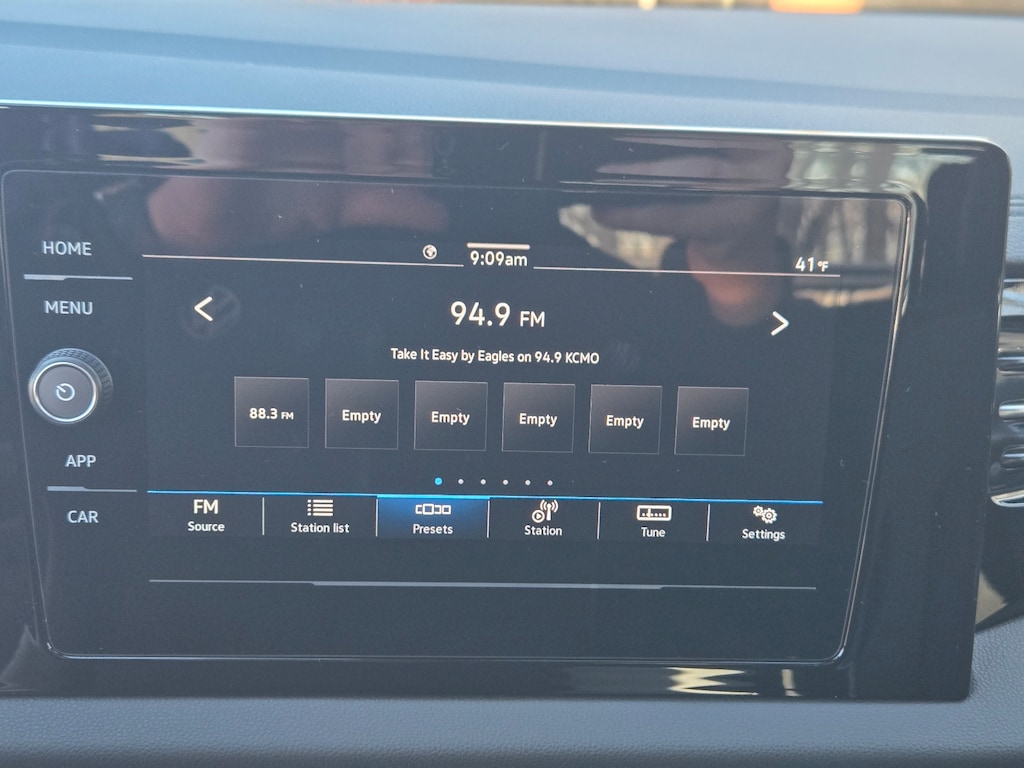 HOME
MENU
APP
CAR
9:09am
41°F
94.9 FM
Take It Easy by Eagles on 94.9 KCMO
88.3 FM
Empty
Empty
Empty
Empty
Empty
FM
Source
Station list
Presets
Station
Tune
Settings